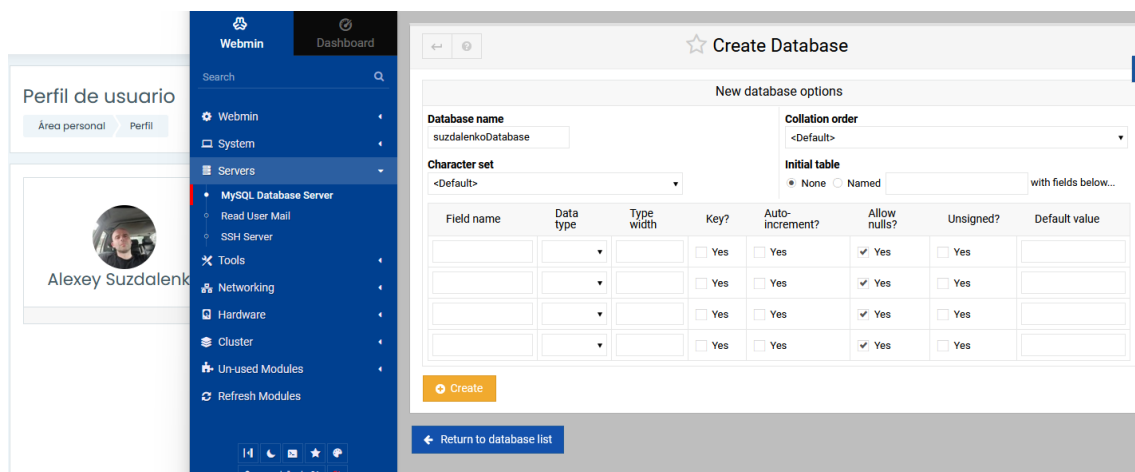 Perfil de usuario
Área personal
Perfil
Alexey Suzdalenk
Webmin
Dashboard
Search
Webmin
System
Servers
MySQL Database Server
Read User Mail
SSH Server
Tools
Networking
Hardware
Cluster
Un-used Modules
Refresh Modules
Create Database
New database options
Database name
suzdalenkoDatabase
Collation order
<Default>
Character set
<Default>
Initial table
None Named with fields below...
Field name Data type Type width Key? Auto-increment? Allow nulls? Unsigned? Default value
Yes Yes Yes Yes
Yes Yes Yes Yes
Yes Yes Yes Yes
Yes Yes Yes Yes
Create
Return to database list